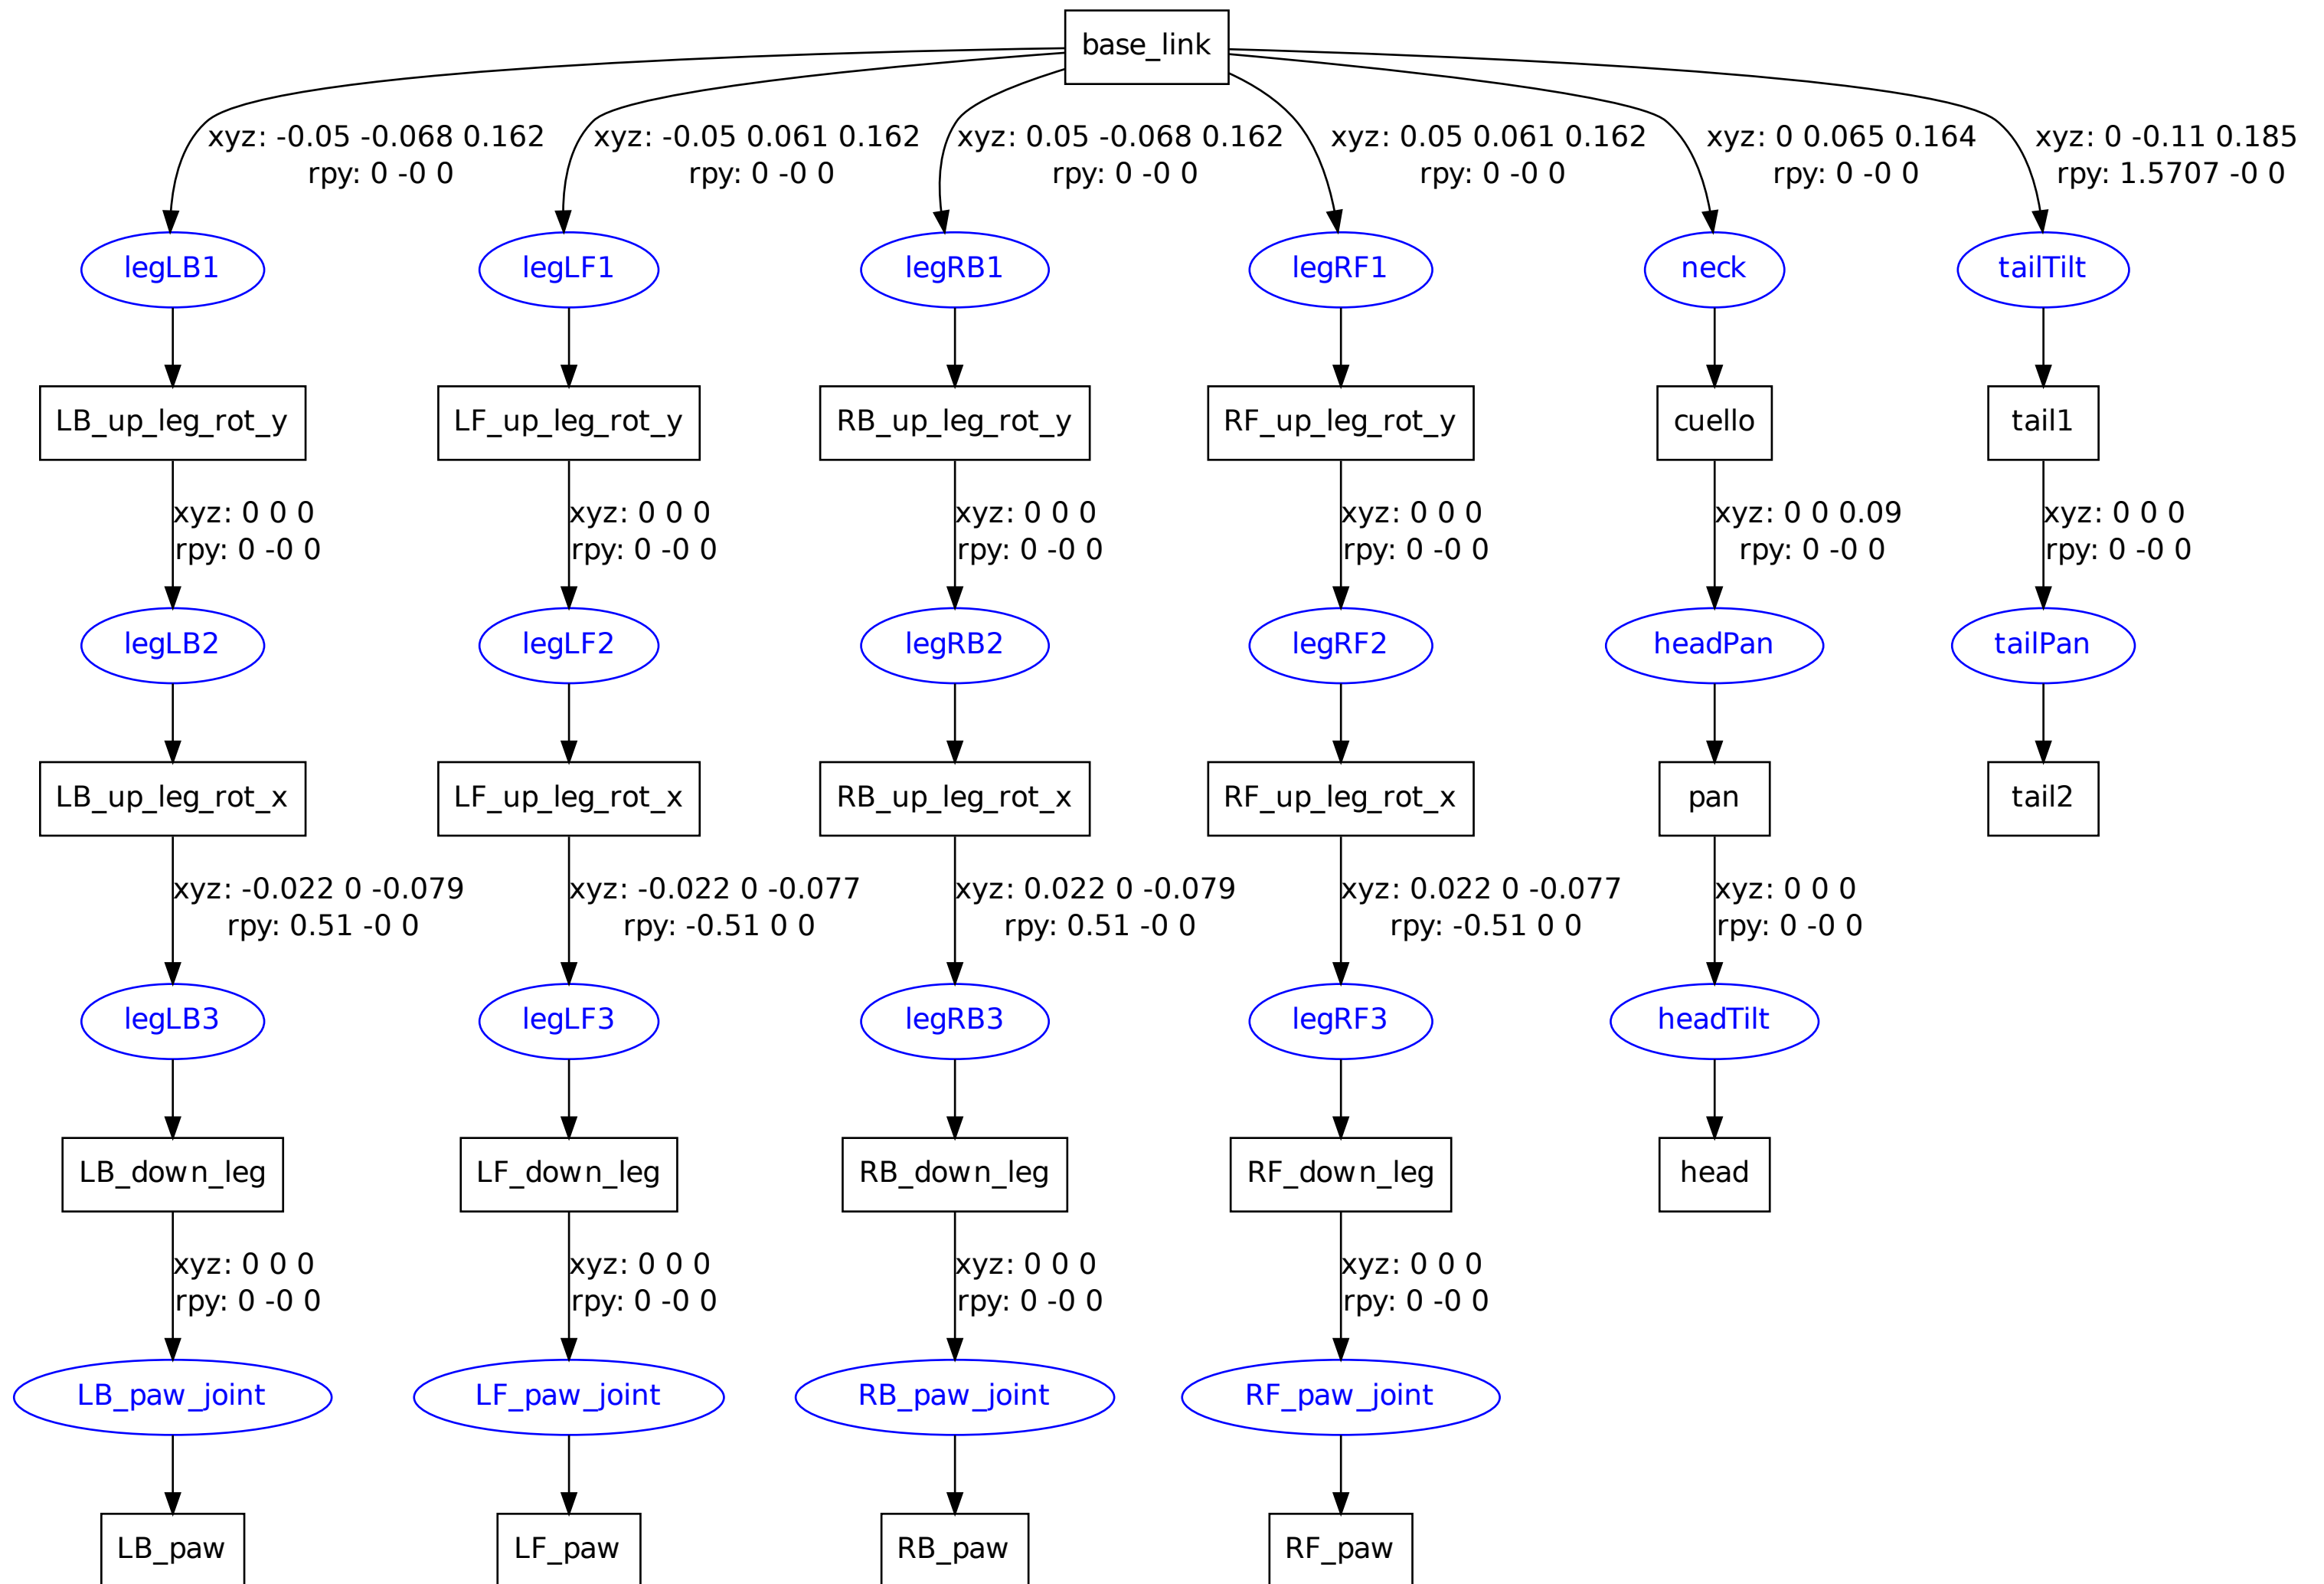 base_link
xyz: -0.05 -0.068 0.162
rpy: 0 -0 0
xyz: -0.05 0.061 0.162
rpy: 0 -0 0
xyz: 0.05 -0.068 0.162
rpy: 0 -0 0
xyz: 0.05 0.061 0.162
rpy: 0 -0 0
xyz: 0 0.065 0.164
rpy: 0 -0 0
xyz: 0 -0.11 0.185
rpy: 1.5707 -0 0
legLB1
legLF1
legRB1
legRF1
neck
tailTilt
LB_up_leg_rot_y
LF_up_leg_rot_y
RB_up_leg_rot_y
RF_up_leg_rot_y
cuello
tail1
xyz: 0 0 0
rpy: 0 -0 0
xyz: 0 0 0
rpy: 0 -0 0
xyz: 0 0 0
rpy: 0 -0 0
xyz: 0 0 0
rpy: 0 -0 0
xyz: 0 0 0.09
rpy: 0 -0 0
xyz: 0 0 0
rpy: 0 -0 0
legLB2
legLF2
legRB2
legRF2
headPan
tailPan
LB_up_leg_rot_x
LF_up_leg_rot_x
RB_up_leg_rot_x
RF_up_leg_rot_x
pan
tail2
xyz: -0.022 0 -0.079
rpy: 0.51 -0 0
xyz: -0.022 0 -0.077
rpy: -0.51 0 0
xyz: 0.022 0 -0.079
rpy: 0.51 -0 0
xyz: 0.022 0 -0.077
rpy: -0.51 0 0
xyz: 0 0 0
rpy: 0 -0 0
legLB3
legLF3
legRB3
legRF3
headTilt
LB_down_leg
LF_down_leg
RB_down_leg
RF_down_leg
head
xyz: 0 0 0
rpy: 0 -0 0
xyz: 0 0 0
rpy: 0 -0 0
xyz: 0 0 0
rpy: 0 -0 0
xyz: 0 0 0
rpy: 0 -0 0
LB_paw_joint
LF_paw_joint
RB_paw_joint
RF_paw_joint
LB_paw
LF_paw
RB_paw
RF_paw